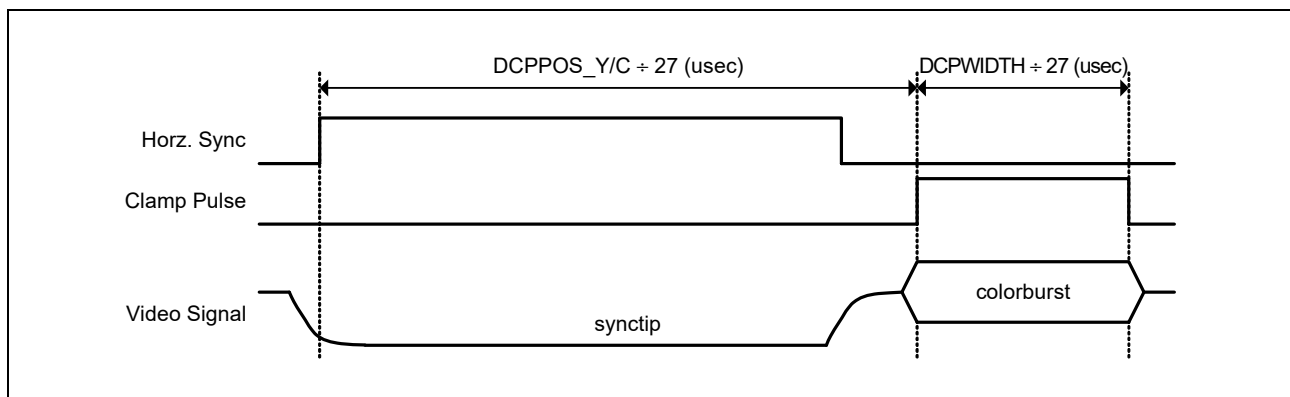 DCPPOS_Y/C ÷ 27 (usec)
DCPWIDTH ÷ 27 (usec)
Horz. Sync
Clamp Pulse
Video Signal
synctip
colorburst